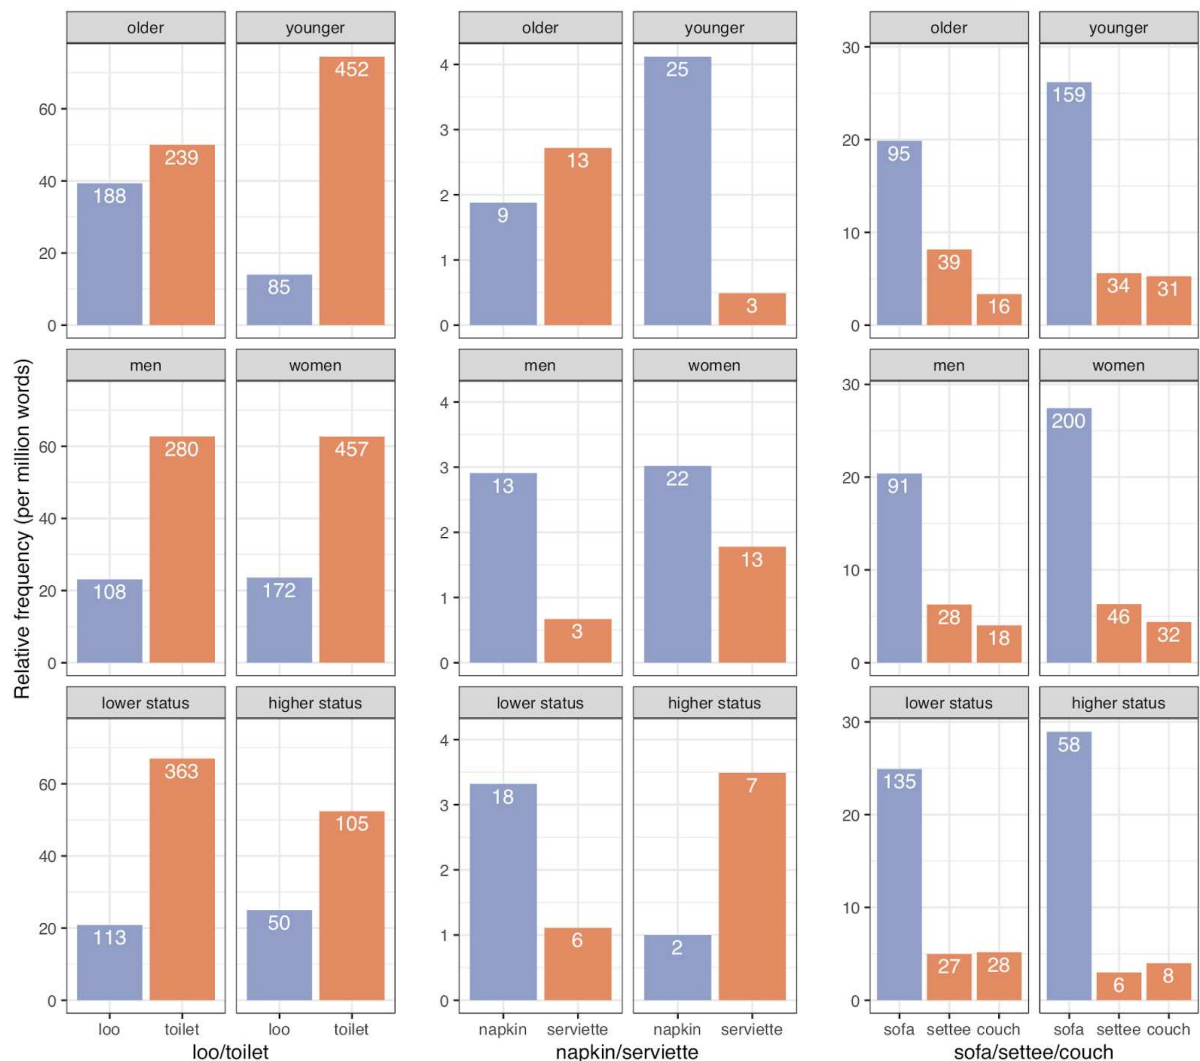 older younger
60
40
20
0
188 239 85 452
older younger
4
3
2
1
0
9 13 25 3
older younger
30
20
10
0
95 39 16 159 34 31
Relative frequency (per million words)
men women
60
40
20
0
108 280 172 457
men women
4
3
2
1
0
13 3 22 13
men women
30
20
10
0
91 28 18 200 46 32
lower status higher status
60
40
20
0
113 363 50 105
loo toilet loo toilet
loo/toilet
lower status higher status
4
3
2
1
0
18 6 2 7
napkin serviette napkin serviette
napkin/serviette
lower status higher status
30
20
10
0
135 27 28 58 6 8
sofa settee couch sofa settee couch
sofa/settee/couch